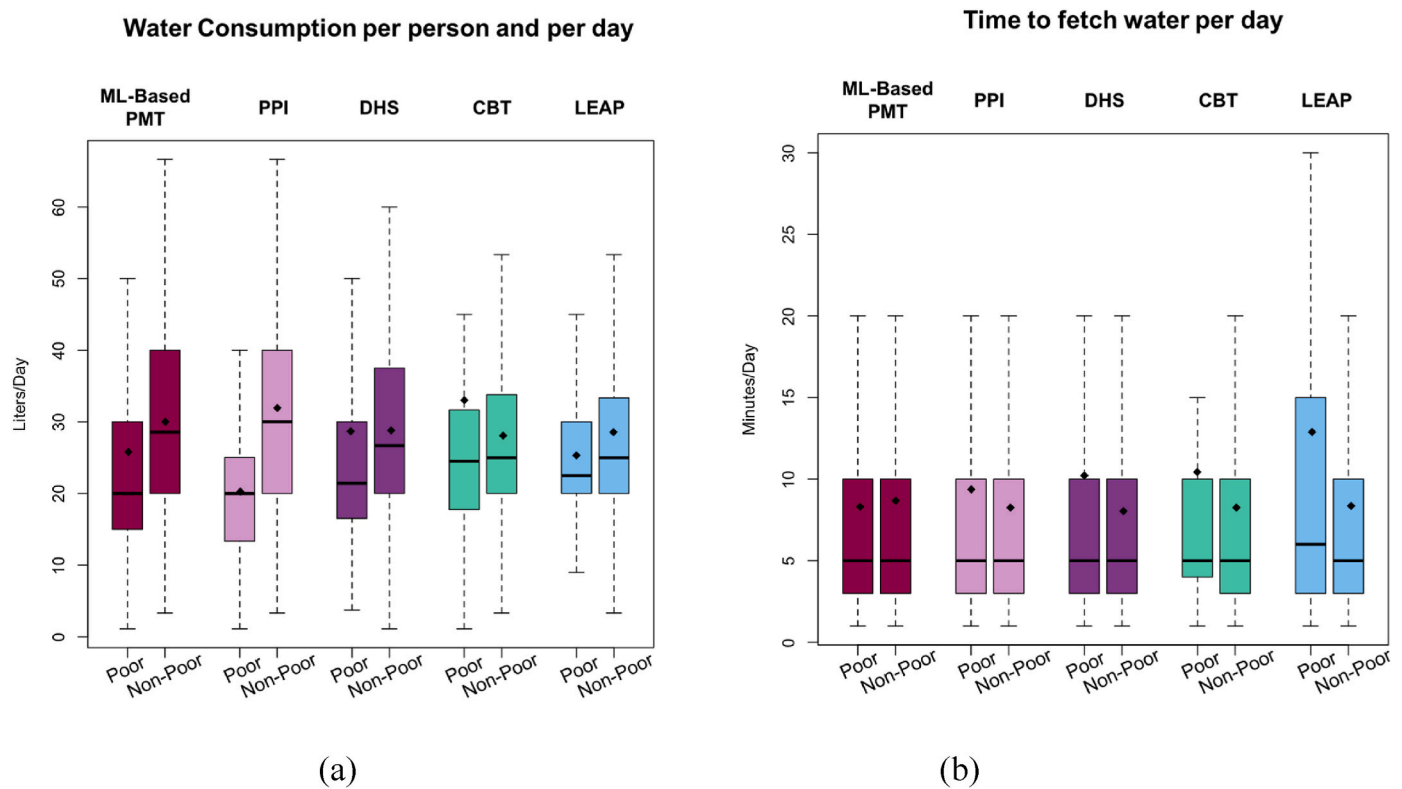 Water Consumption per person and per day
ML-Based
PMT
PPI
DHS
CBT
LEAP
Liters/Day
60
50
40
30
20
10
0
Poor
Non-Poor
Poor
Non-Poor
Poor
Non-Poor
Poor
Non-Poor
Poor
Non-Poor
(a)
Time to fetch water per day
ML-Based
PMT
PPI
DHS
CBT
LEAP
Minutes/Day
30
25
20
15
10
5
0
Poor
Non-Poor
Poor
Non-Poor
Poor
Non-Poor
Poor
Non-Poor
Poor
Non-Poor
(b)